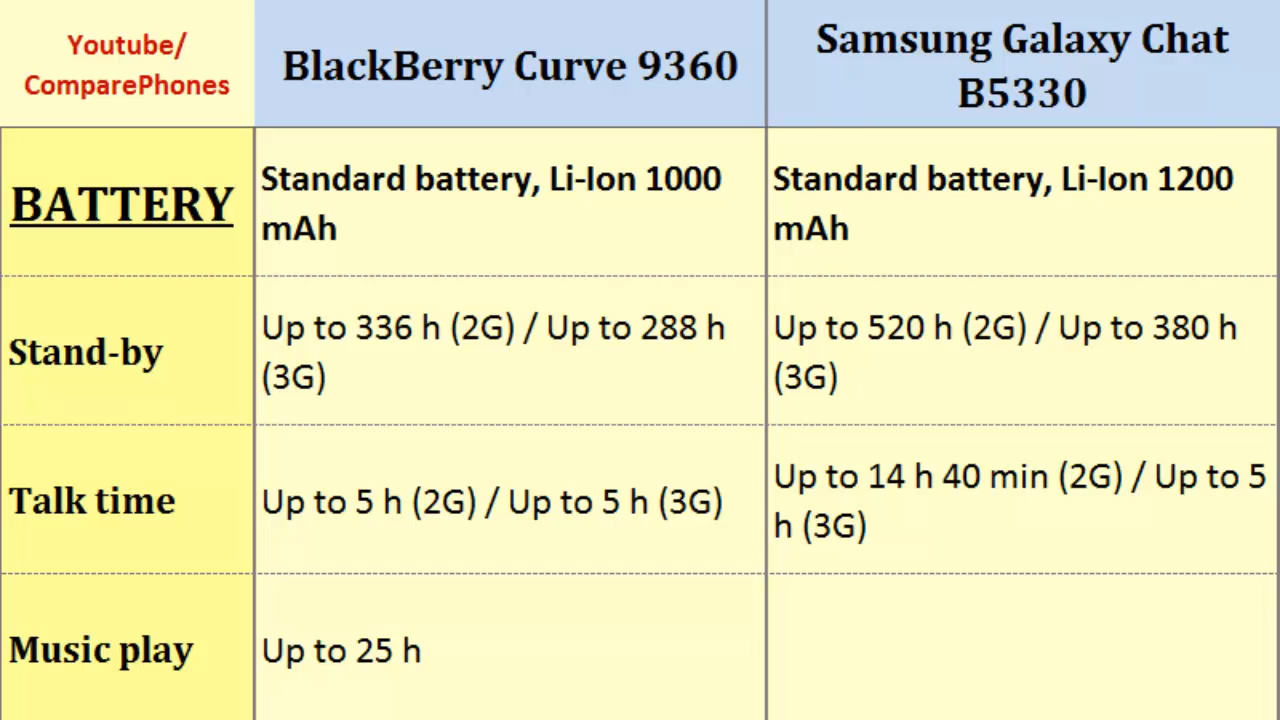 Youtube/
ComparePhones
BlackBerry Curve 9360
Samsung Galaxy Chat
B5330
BATTERY
Standard battery, Li-Ion 1000
mAh
Standard battery, Li-Ion 1200
mAh
Stand-by
Up to 336 h (2G) / Up to 288 h
(3G)
Up to 520 h (2G) / Up to 380 h
(3G)
Talk time
Up to 5 h (2G) / Up to 5 h (3G)
Up to 14 h 40 min (2G) / Up to 5
h (3G)
Music play
Up to 25 h